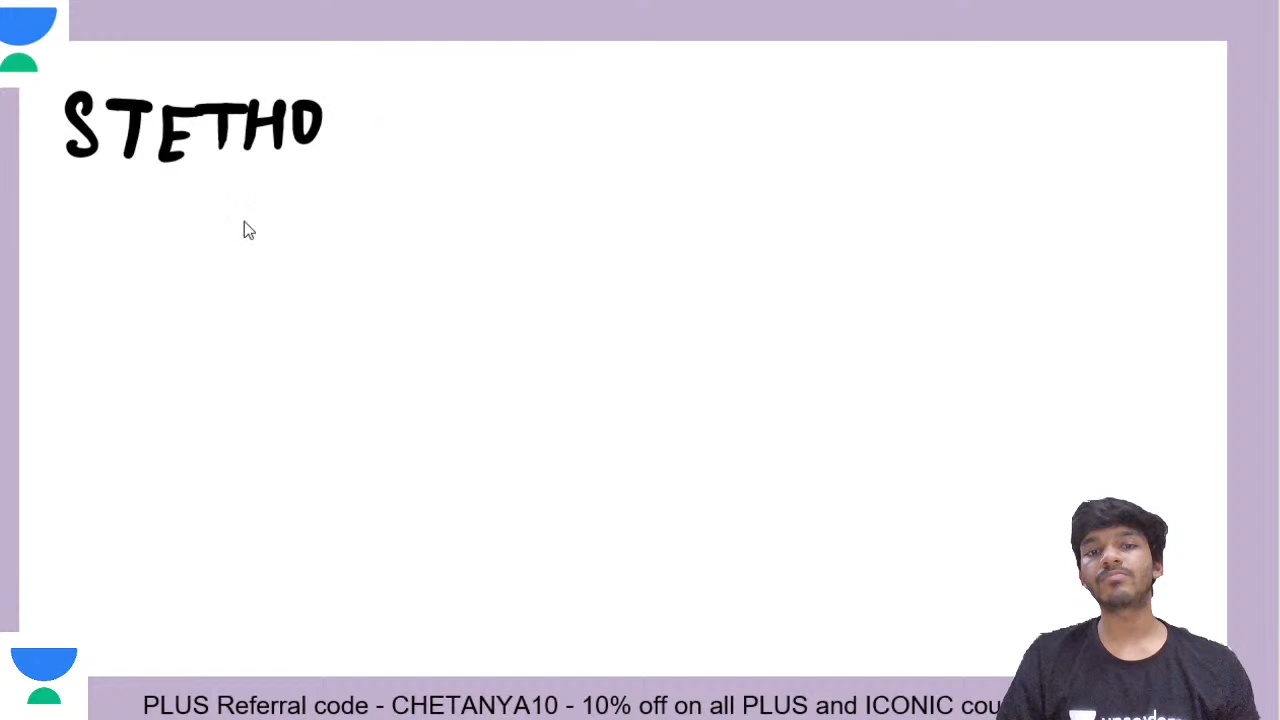 STETHO
PLUS Referral code - CHETANYA10 - 10% off on all PLUS and ICONIC cou